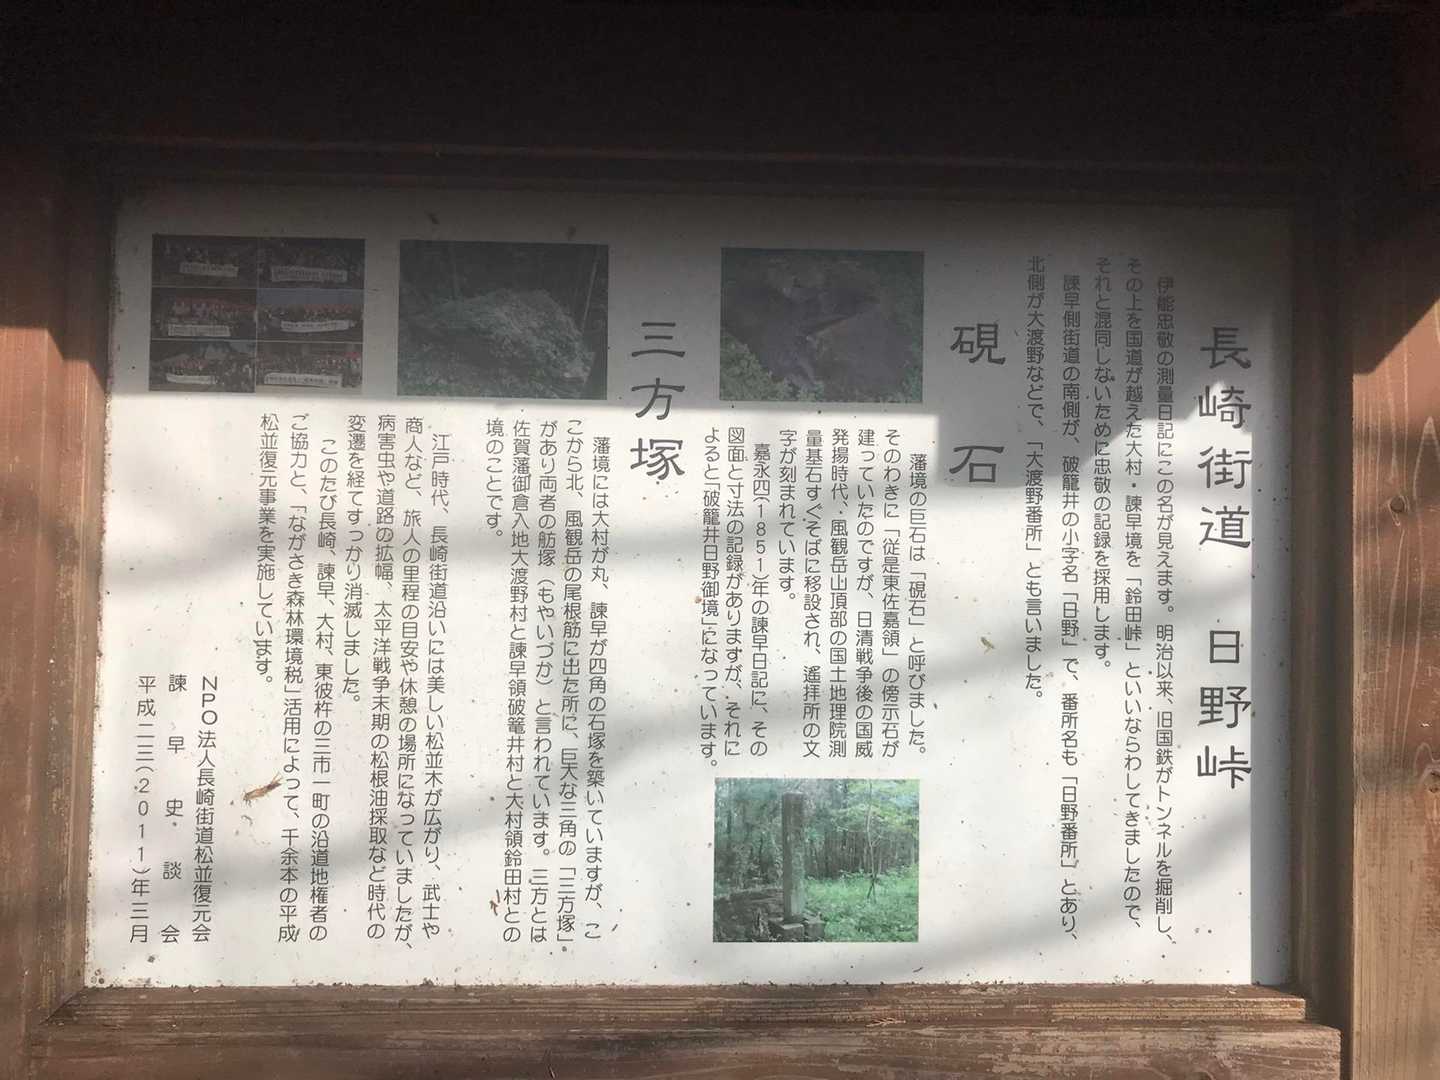 長崎街道 日野峠
伊能忠敬の測量日記にこの名が見えます。明治以来、旧国鉄がトンネルを掘削し、
その上を国道が越えた大村・諫早境を「鈴田峠」といいならわしてきましたので、
それと混同しないために忠敬の記録を採用します。
諫早側街道の南側が、破籠井の小字名「日野」で、番所名も「日野番所」とあり、
北側が大渡野などで、「大渡野番所」とも言いました。
硯石
藩境の巨石は「硯石」と呼びました。
そのわきに「従是東佐嘉領」の傍示石が
建っていたのですが、日清戦争後の国威
発揚時代、風観岳山頂部の国土地理院測
量基石すぐそばに移設され、遙拝所の文
字が刻まれています。
嘉永四(1851)年の諫早日記に、その
図面と寸法の記録がありますが、それに
よると「破籠井日野御境」になっています。
三方塚
藩境には大村が丸、諫早が四角の石塚を築いていますが、こ
こから北、風観岳の尾根筋に出た所に、巨大な三角の「三方塚」
があり両者の舫塚（もやいづか）と言われています。三方とは
佐賀藩御倉入地大渡野村と諫早領破篭井村と大村領鈴田村との
境のことです。
江戸時代、長崎街道沿いには美しい松並木が広がり、武士や
商人など、旅人の里程の目安や休憩の場所になっていましたが、
病害虫や道路の拡幅、太平洋戦争末期の松根油採取など時代の
変遷を経てすっかり消滅しました。
このたび長崎、諫早、大村、東彼杵の三市一町の沿道地権者の
ご協力と、「ながさき森林環境税」活用によって、千余本の平成
松並復元事業を実施しています。
NPO法人長崎街道松並復元会
諫早史談会
平成二三(2011)年三月